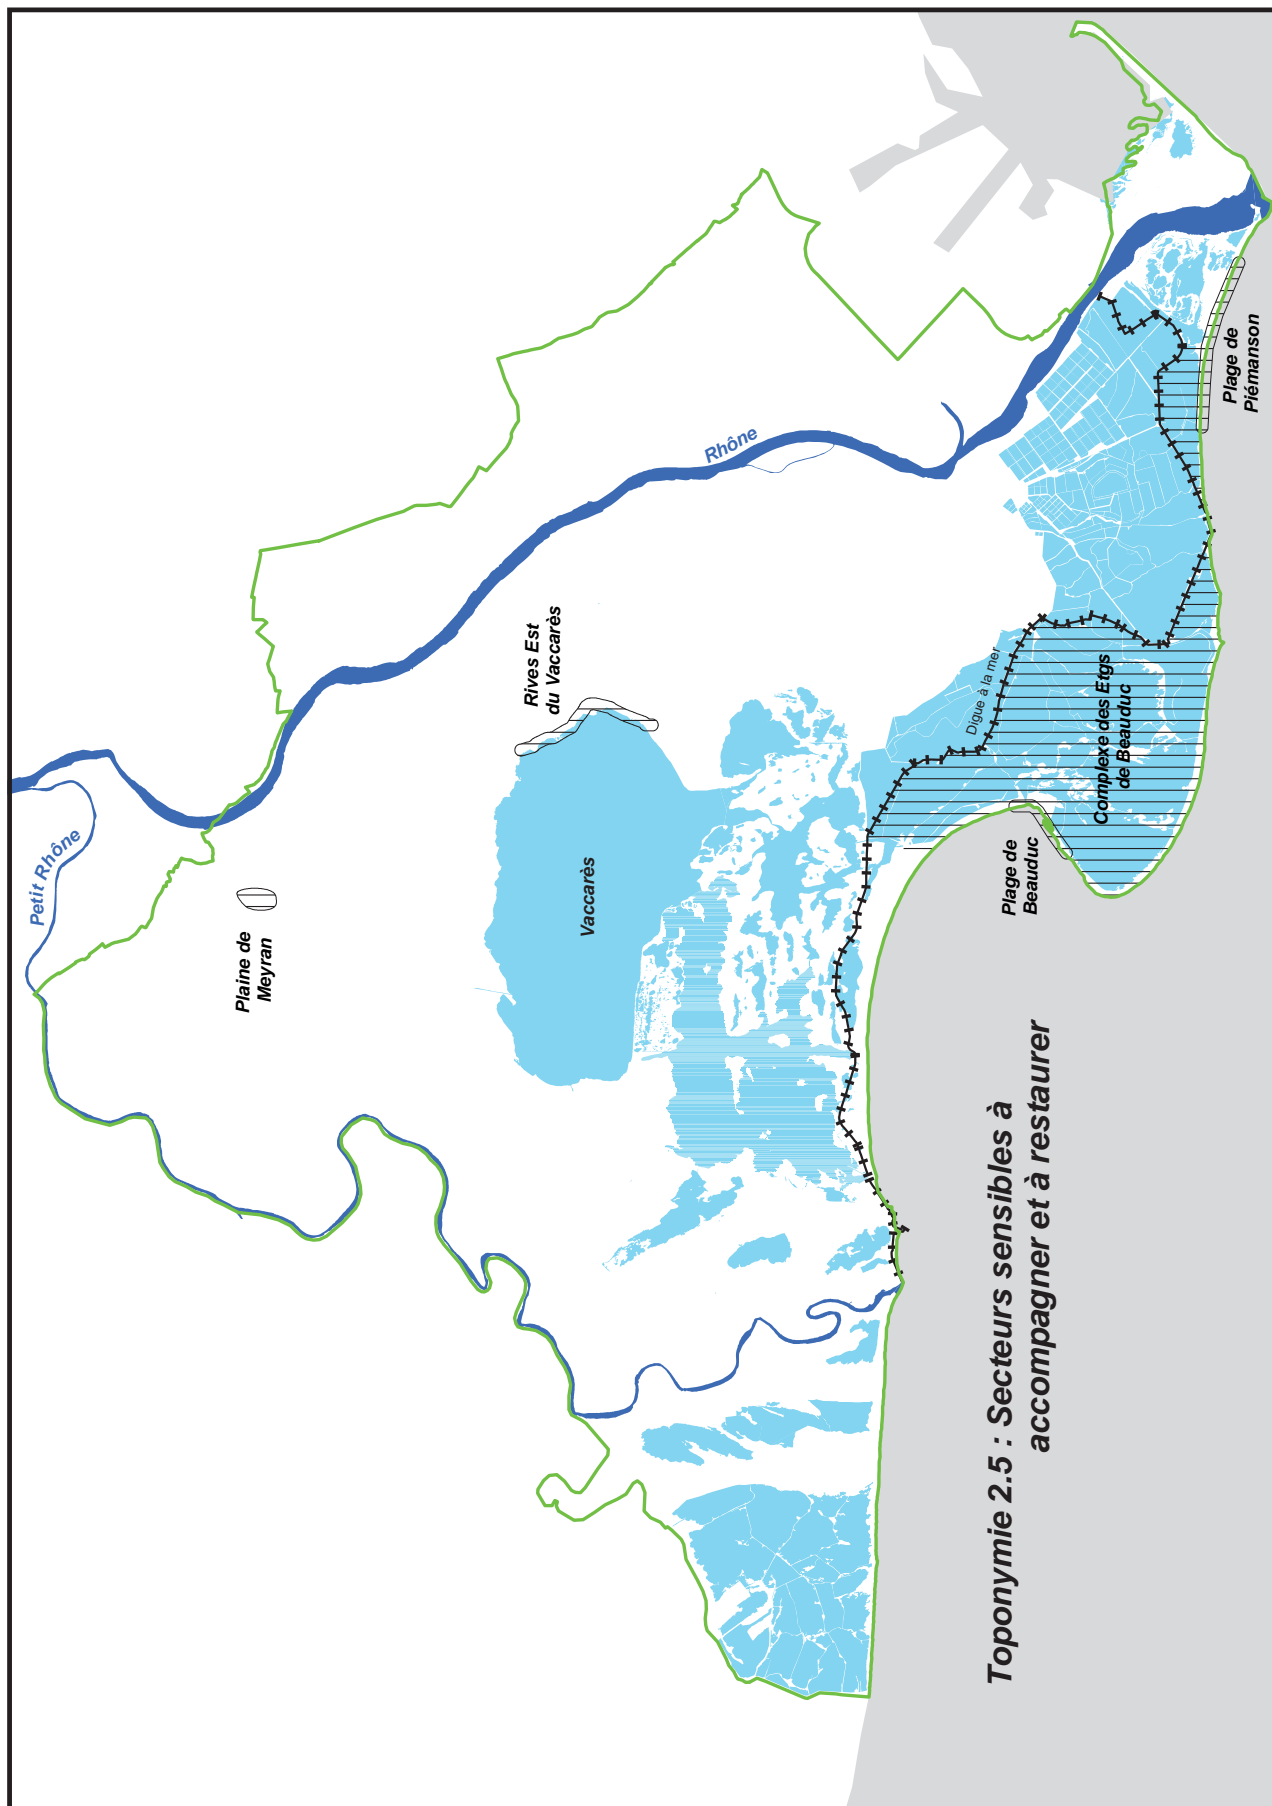 Petit Rhône
Plaine de
Meyran
Rhône
Rives Est
du Vaccarès
Vaccarès
Digue à la mer
Complexe des Etgs
de Beauduc
Plage de
Beauduc
Plage de
Piémanson
Toponymie 2.5 : Secteurs sensibles à
accompagner et à restaurer